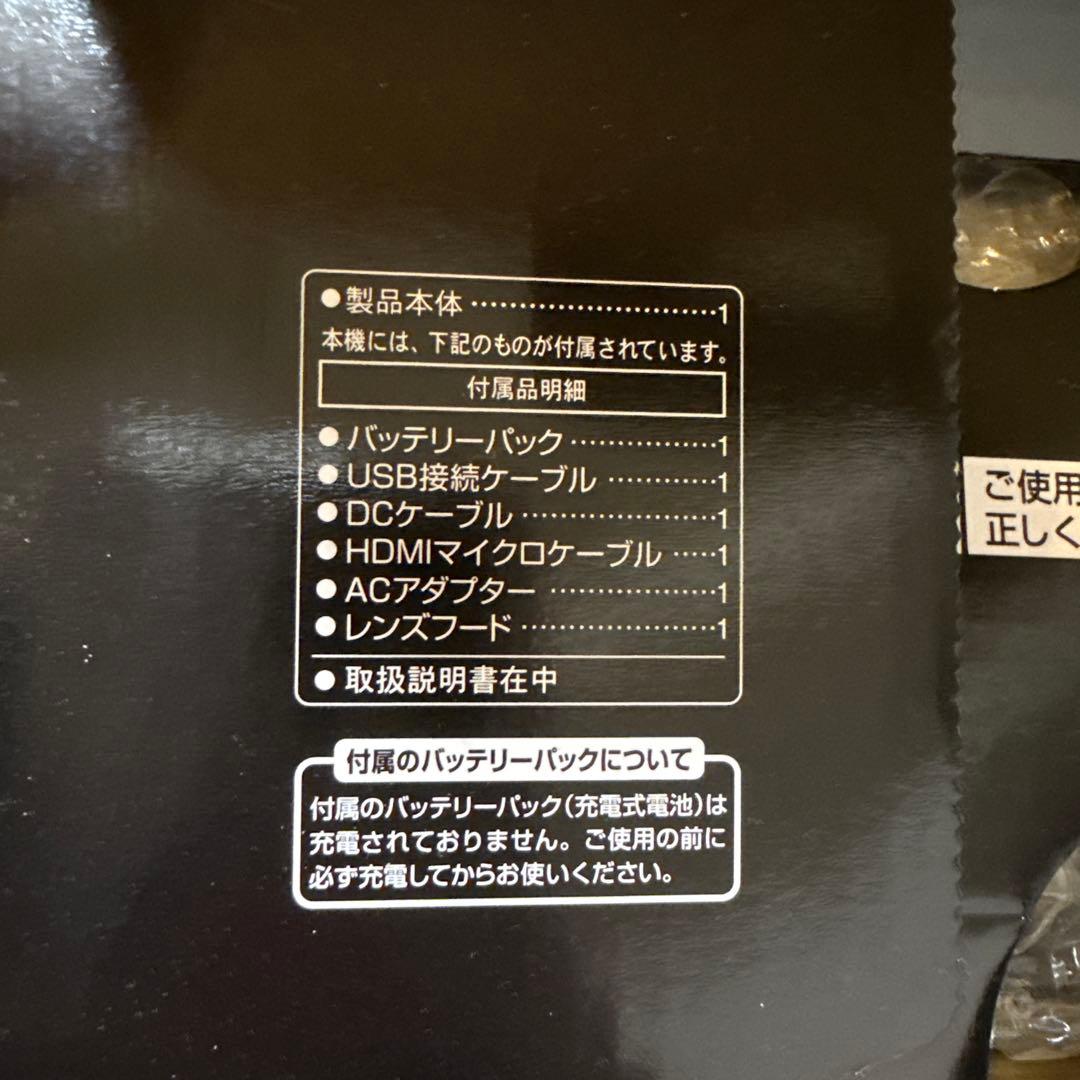 ●製品本体…………………………1
本機には、下記のものが付属されています。
付属品明細
●バッテリーパック………………1
●USB接続ケーブル……………1
●DCケーブル……………………1
●HDMIマイクロケーブル……1
●ACアダプター…………………1
●レンズフード……………………1
●取扱説明書在中
付属のバッテリーパックについて
付属のバッテリーパック(充電式電池)は
充電されておりません。ご使用の前に
必ず充電してからお使いください。
ご使用
正しく